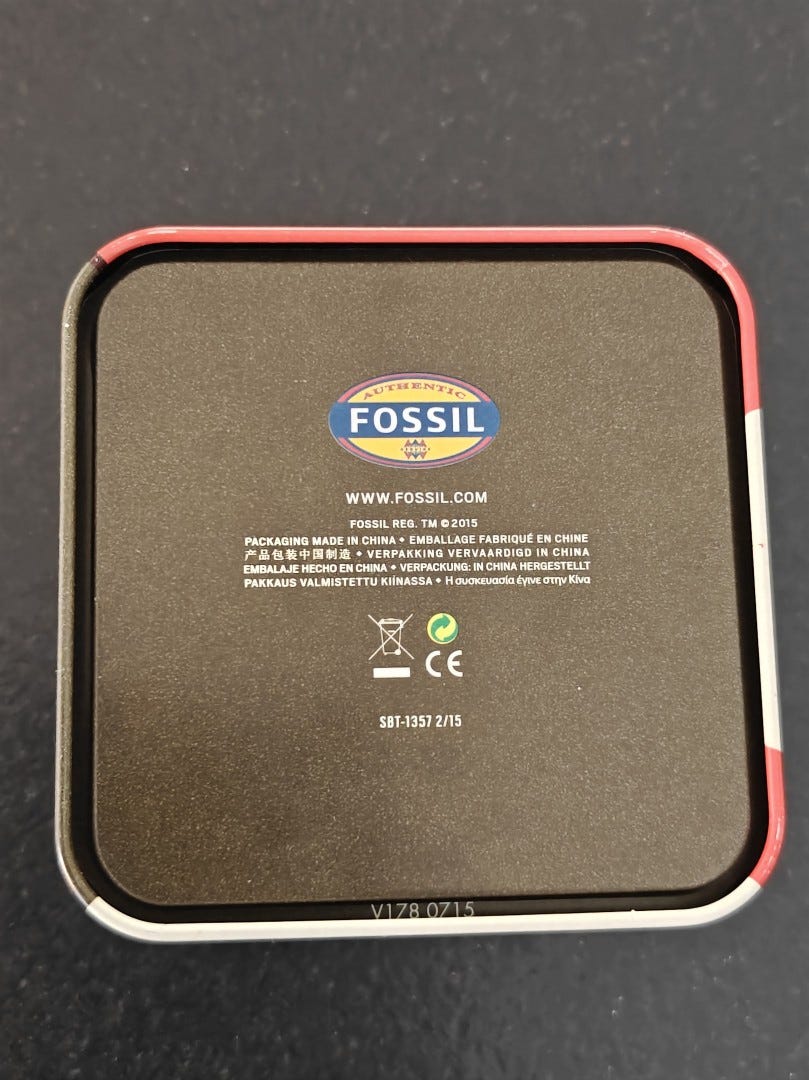 AUTHENTIC
FOSSIL
WWW.FOSSIL.COM
FOSSIL REG. TM © 2015
PACKAGING MADE IN CHINA • EMBALLAGE FABRIQUÉ EN CHINE
产品包装中国制造 • VERPAKKING VERVAARDIGD IN CHINA
EMBALAJE HECHO EN CHINA • VERPACKUNG: IN CHINA HERGESTELLT
PAKKAUS VALMISTETTU KIINASSA • Η συσκευασία έγινε στην Κίνα
CE
SBT-1357 2/15
V178 0715